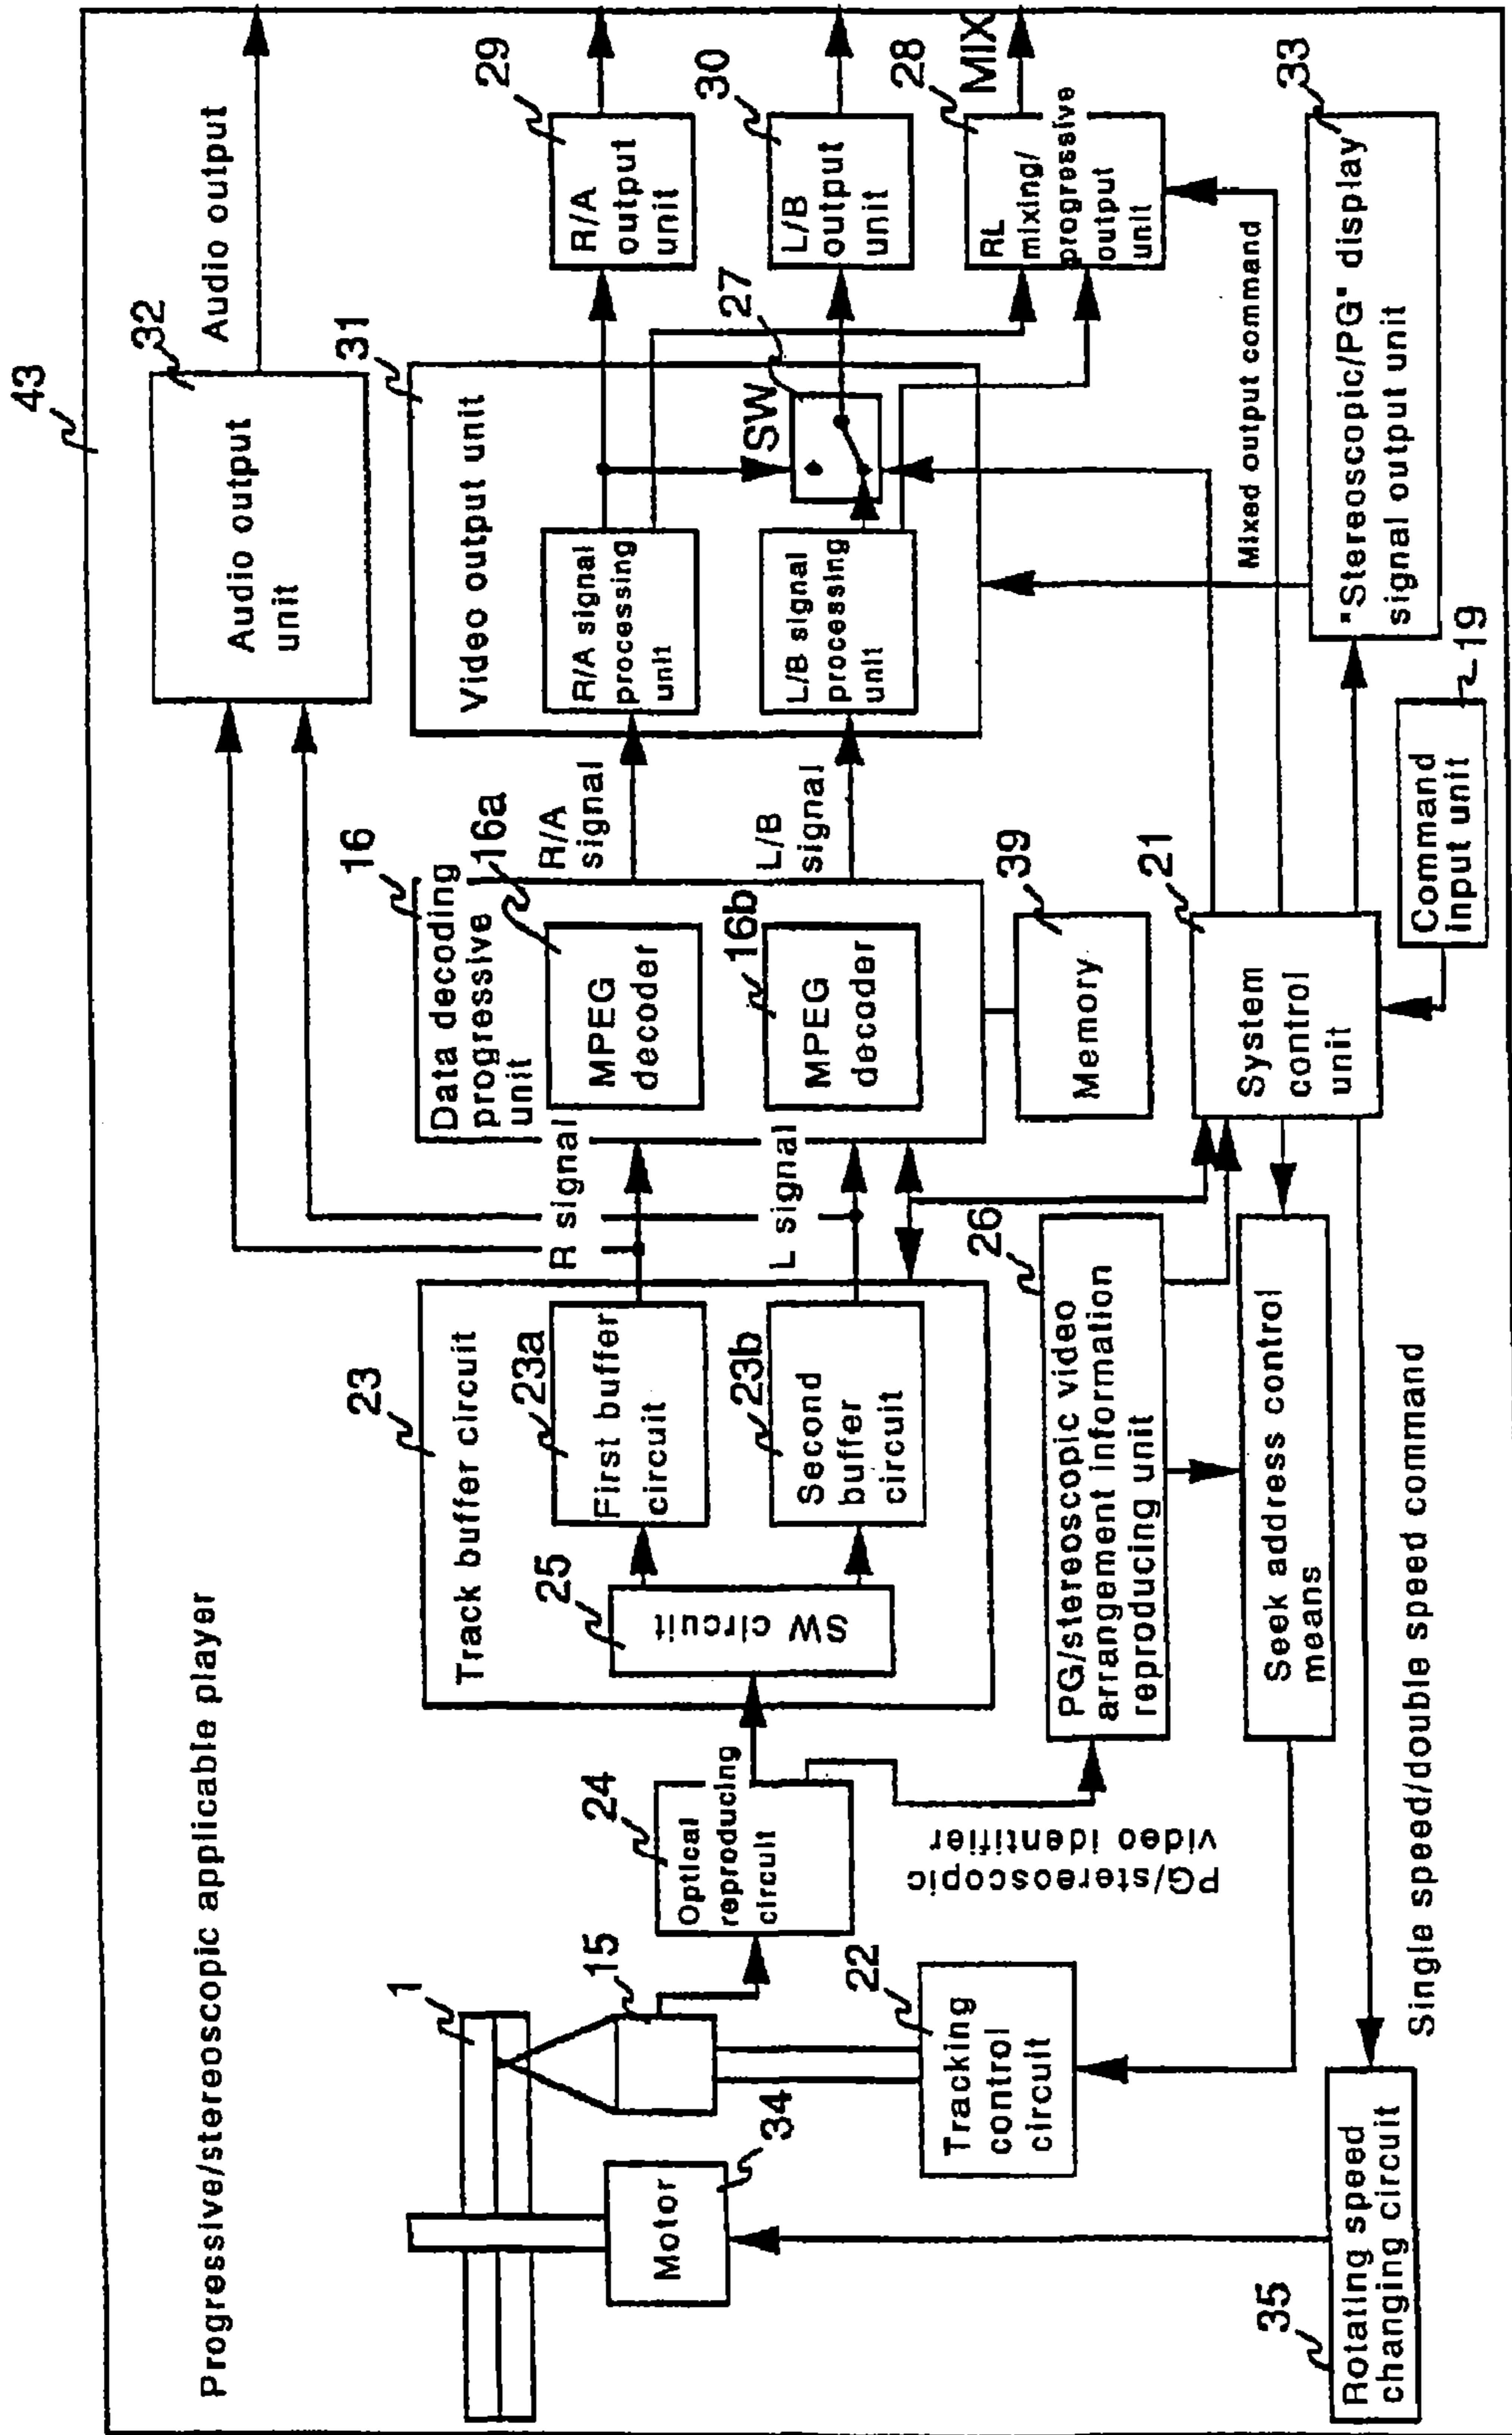 43
Progressive/stereoscopic applicable player
1
15
34
Motor
22
Tracking
control
circuit
35
Rotating speed
changing circuit
24
Optical
reproducing
circuit
PG/stereoscopic
video identifier
23
Track buffer circuit
25
SW circuit
23a
First buffer
circuit
23b
Second
buffer
circuit
26
PG/stereoscopic video
arrangement information
reproducing unit
Seek address control
means
Single speed/double speed command
R signal
L signal
16
Data decoding
progressive
unit
16a
MPEG
decoder
16b
MPEG
decoder
39
Memory
21
System
control
unit
19
Command
input unit
R/A
signal
L/B
signal
32
Audio output
unit
Audio output
31
Video output unit
R/A signal
processing
unit
L/B signal
processing
unit
SW
27
29
R/A
output
unit
30
L/B
output
unit
28
RL
mixing/
progressive
output
unit
MIX
Mixed output command
33
"Stereoscopic/PG" display
signal output unit